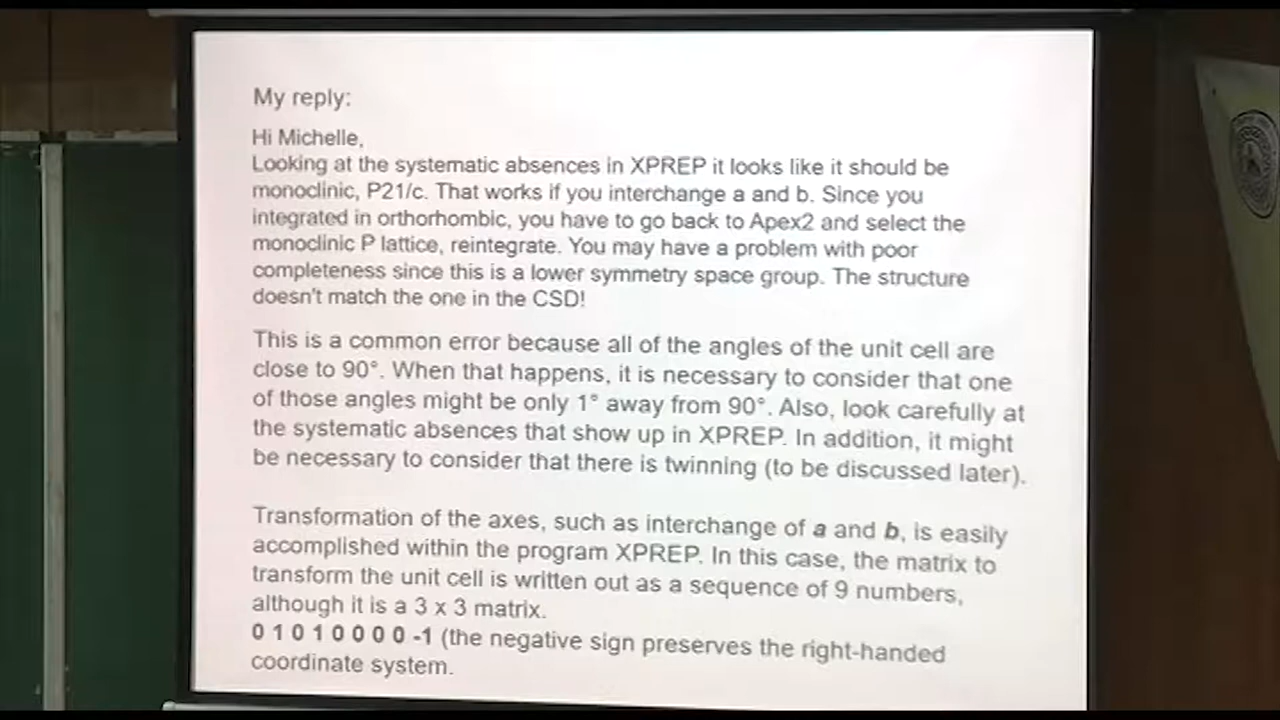 My reply:
Hi Michelle,
Looking at the systematic absences in XPREP it looks like it should be
monoclinic, P21/c. That works if you interchange a and b. Since you
integrated in orthorhombic, you have to go back to Apex2 and select the
monoclinic P lattice, reintegrate. You may have a problem with poor
completeness since this is a lower symmetry space group. The structure
doesn't match the one in the CSD!
This is a common error because all of the angles of the unit cell are
close to 90°. When that happens, it is necessary to consider that one
of those angles might be only 1° away from 90°. Also, look carefully at
the systematic absences that show up in XPREP. In addition, it might
be necessary to consider that there is twinning (to be discussed later).
Transformation of the axes, such as interchange of a and b, is easily
accomplished within the program XPREP. In this case, the matrix to
transform the unit cell is written out as a sequence of 9 numbers,
although it is a 3 x 3 matrix.
0 1 0 1 0 0 0 0 -1 (the negative sign preserves the right-handed
coordinate system.